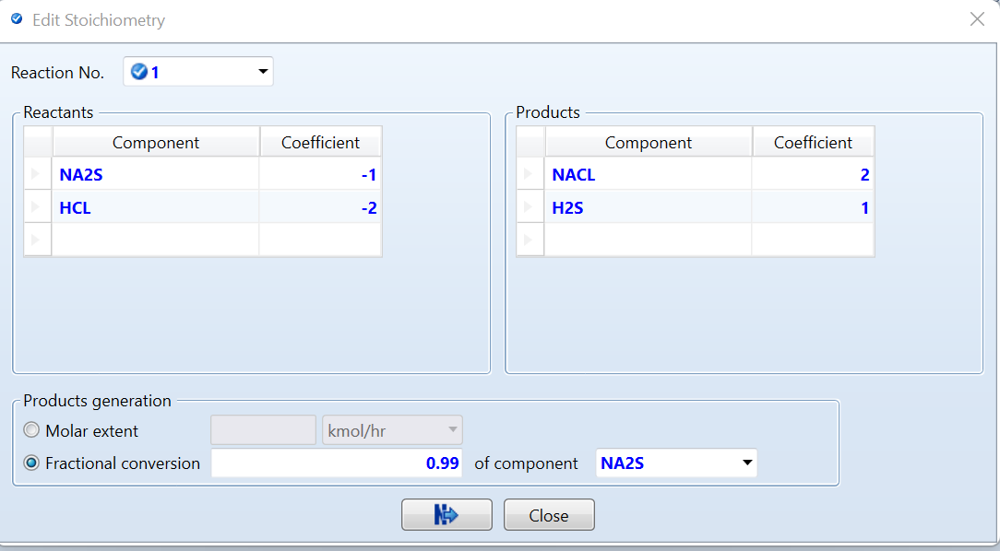 Edit Stoichiometry
Reaction No. 1
Reactants
Component Coefficient
NA2S -1
HCL -2
Products
Component Coefficient
NACL 2
H2S 1
Products generation
Molar extent kmol/hr
Fractional conversion 0.99 of component NA2S
N Close